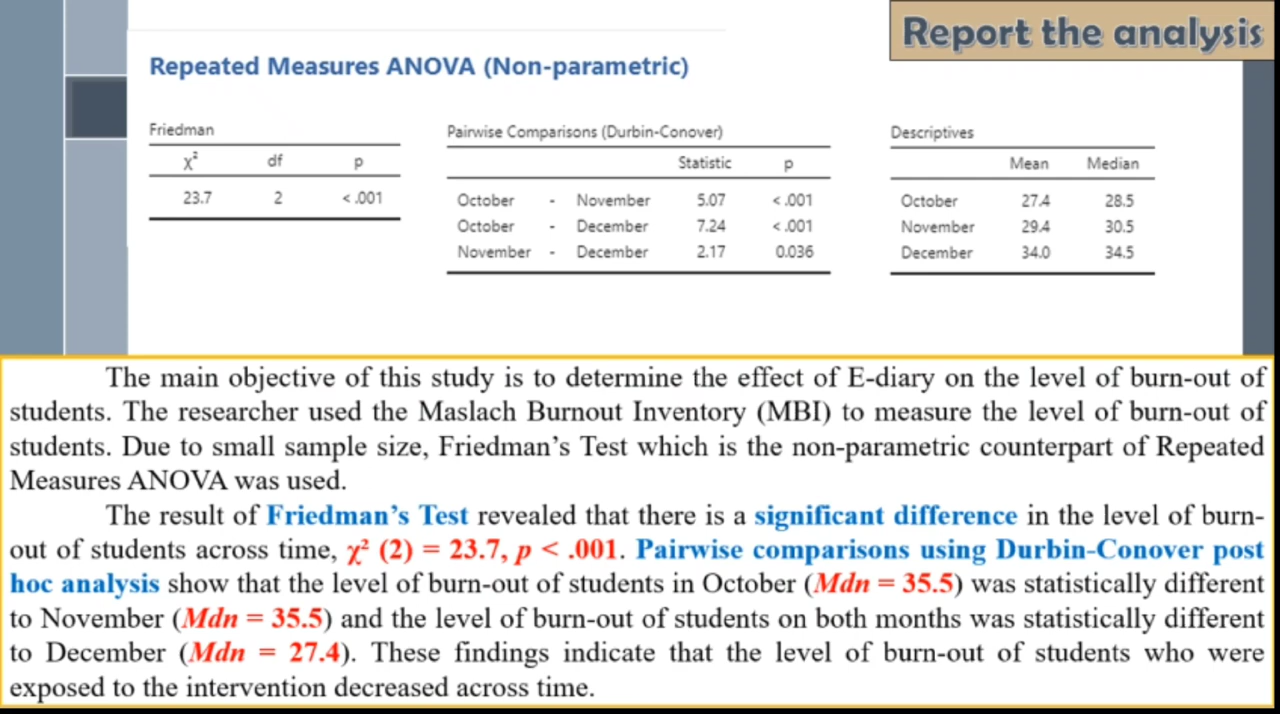 Report the analysis
Repeated Measures ANOVA (Non-parametric)
Friedman
χ² df p
23.7 2 < .001
Pairwise Comparisons (Durbin-Conover)
Statistic p
October - November 5.07 < .001
October - December 7.24 < .001
November - December 2.17 0.036
Descriptives
Mean Median
October 27.4 28.5
November 29.4 30.5
December 34.0 34.5
The main objective of this study is to determine the effect of E-diary on the level of burn-out of
students. The researcher used the Maslach Burnout Inventory (MBI) to measure the level of burn-out of
students. Due to small sample size, Friedman’s Test which is the non-parametric counterpart of Repeated
Measures ANOVA was used.
The result of Friedman’s Test revealed that there is a significant difference in the level of burn-
out of students across time, χ² (2) = 23.7, p < .001. Pairwise comparisons using Durbin-Conover post
hoc analysis show that the level of burn-out of students in October (Mdn = 35.5) was statistically different
to November (Mdn = 35.5) and the level of burn-out of students on both months was statistically different
to December (Mdn = 27.4). These findings indicate that the level of burn-out of students who were
exposed to the intervention decreased across time.